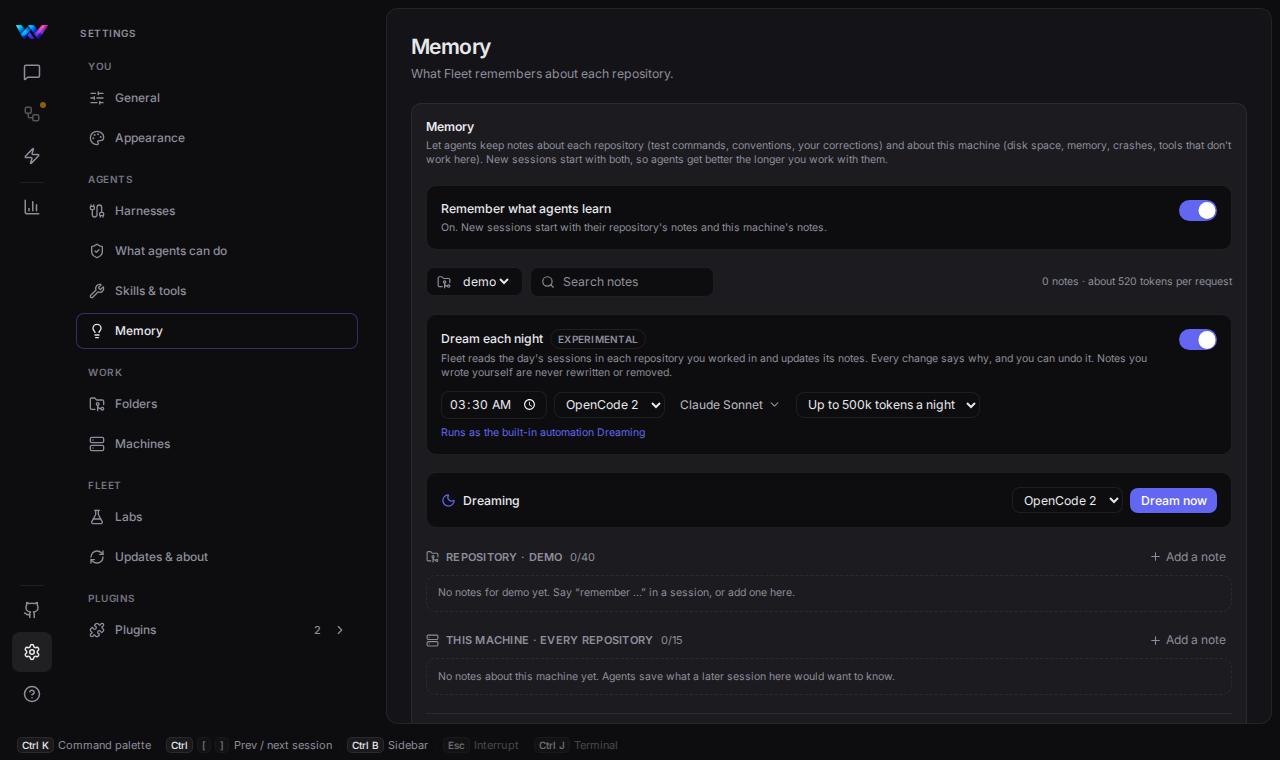 SETTINGS
YOU
General
Appearance
AGENTS
Harnesses
What agents can do
Skills & tools
Memory
WORK
Folders
Machines
FLEET
Labs
Updates & about
PLUGINS
Plugins 2
Memory
What Fleet remembers about each repository.
Memory
Let agents keep notes about each repository (test commands, conventions, your corrections) and about this machine (disk space, memory, crashes, tools that don't
work here). New sessions start with both, so agents get better the longer you work with them.
Remember what agents learn
On. New sessions start with their repository's notes and this machine's notes.
demo Search notes 0 notes · about 520 tokens per request
Dream each night EXPERIMENTAL
Fleet reads the day's sessions in each repository you worked in and updates its notes. Every change says why, and you can undo it. Notes you
wrote yourself are never rewritten or removed.
03:30 AM OpenCode 2 Claude Sonnet Up to 500k tokens a night
Runs as the built-in automation Dreaming
Dreaming OpenCode 2 Dream now
REPOSITORY · DEMO 0/40 + Add a note
No notes for demo yet. Say "remember ..." in a session, or add one here.
THIS MACHINE · EVERY REPOSITORY 0/15 + Add a note
No notes about this machine yet. Agents save what a later session here would want to know.
Ctrl K Command palette Ctrl [ ] Prev / next session Ctrl B Sidebar Esc Interrupt Ctrl J Terminal